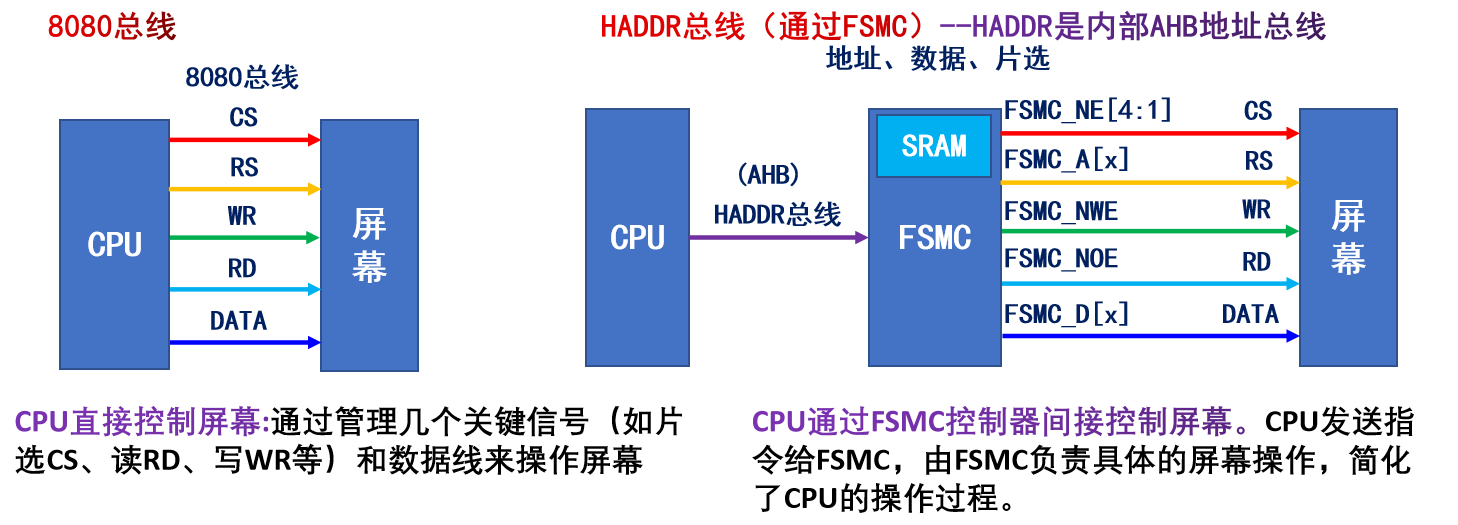 8080总线
8080总线
CS
RS
WR
RD
DATA
CPU
屏幕
CPU直接控制屏幕:通过管理几个关键信号（如片
选CS、读RD、写WR等）和数据线来操作屏幕
HADDR总线（通过FSMC）--HADDR是内部AHB地址总线
地址、数据、片选
CPU
(AHB)
HADDR总线
SRAM
FSMC
FSMC_NE[4:1] CS
FSMC_A[x] RS
FSMC_NWE WR
FSMC_NOE RD
FSMC_D[x] DATA
屏幕
CPU通过FSMC控制器间接控制屏幕。CPU发送指
令给FSMC，由FSMC负责具体的屏幕操作，简化
了CPU的操作过程。